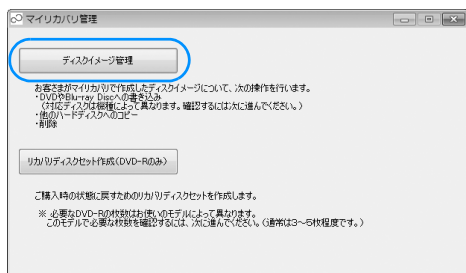 マイリカバリ管理
ディスクイメージ管理
お客さまがマイリカバリで作成したディスクイメージについて、次の操作を行います。
・DVDやBlu-ray Discへの書き込み
（対応ディスクは機種によって異なります。確認するには次に進んでください。）
・他のハードディスクへのコピー
・削除
リカバリディスクセット作成（DVD-Rのみ）
ご購入時の状態に戻すためのリカバリディスクセットを作成します。
※ 必要なDVD-Rの枚数はお使いのモデルによって異なります。
このモデルで必要な枚数を確認するには、次に進んでください。（通常は3～6枚程度です。）